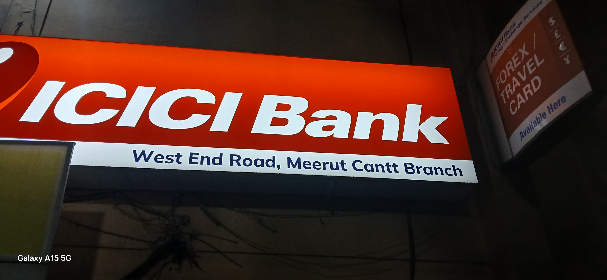 ICICI Bank
West End Road, Meerut Cantt Branch
FOREX /
TRAVEL
CARD
$ € £ ¥
Available Here
Galaxy A15 5G